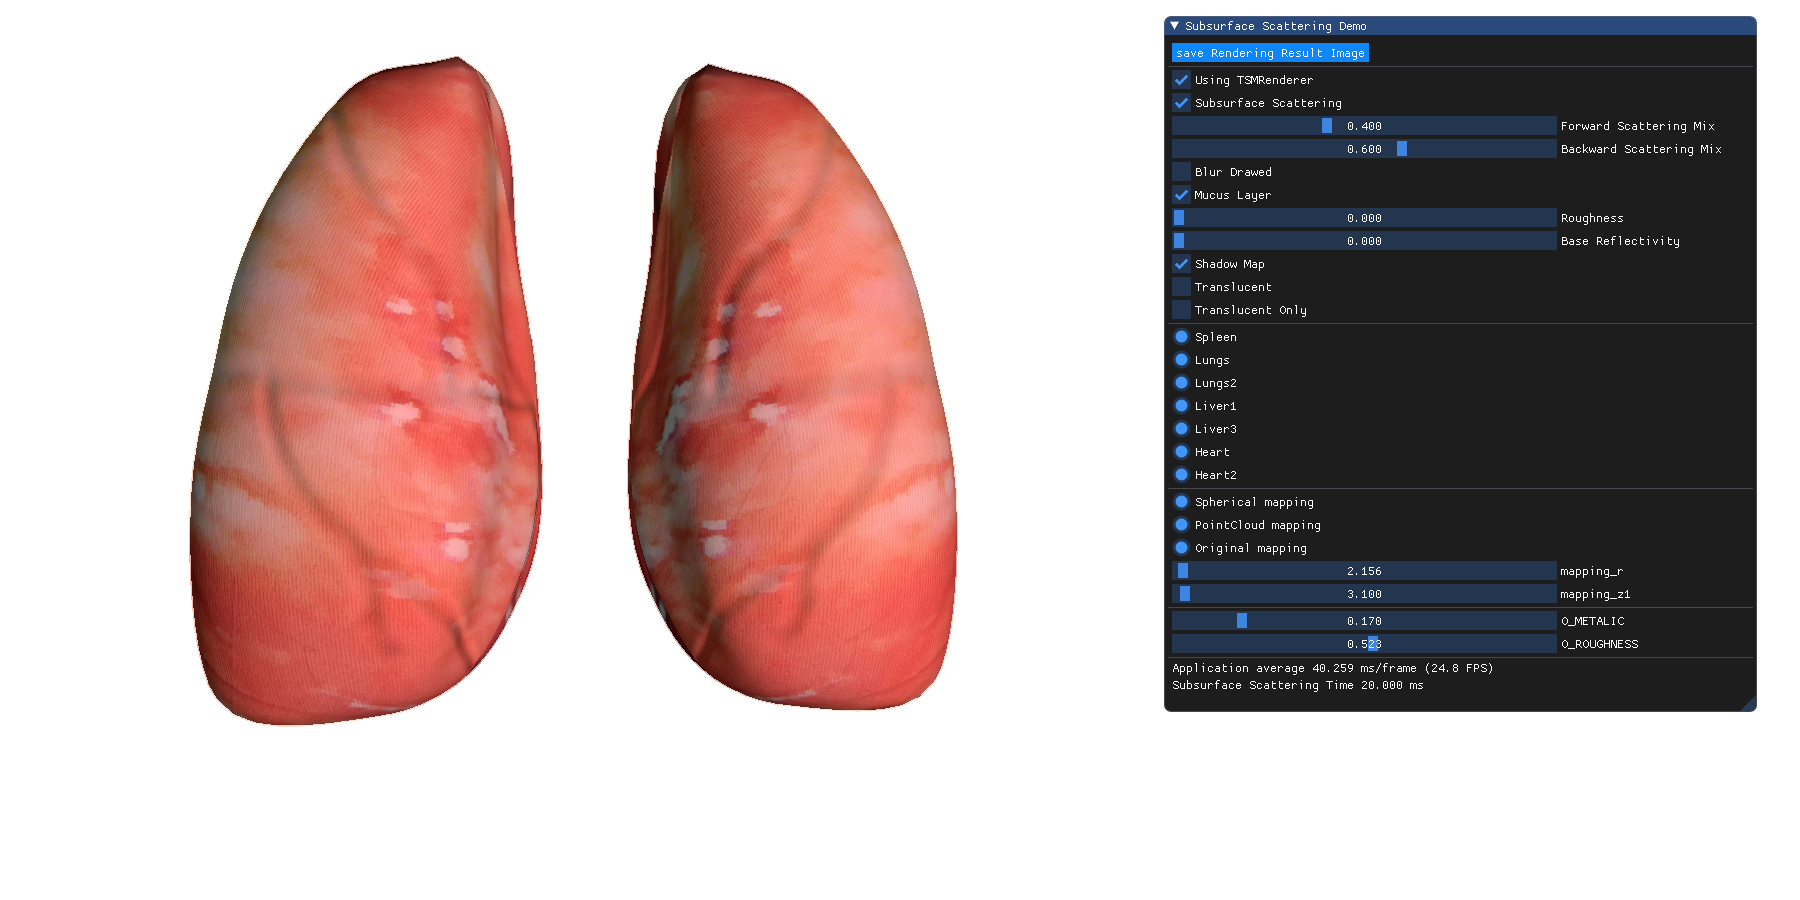 Subsurface Scattering Demo
save Rendering Result Image
Using TSMRenderer
Subsurface Scattering
0.400 Forward Scattering Mix
0.600 Backward Scattering Mix
Blur Drawed
Mucus Layer
0.000 Roughness
0.000 Base Reflectivity
Shadow Map
Translucent
Translucent Only
Spleen
Lungs
Lungs2
Liver1
Liver3
Heart
Heart2
Spherical mapping
PointCloud mapping
Original mapping
2.156 mapping_r
3.100 mapping_z1
0.170 O_METALIC
0.523 O_ROUGHNESS
Application average 40.259 ms/frame (24.8 FPS)
Subsurface Scattering Time 20.000 ms